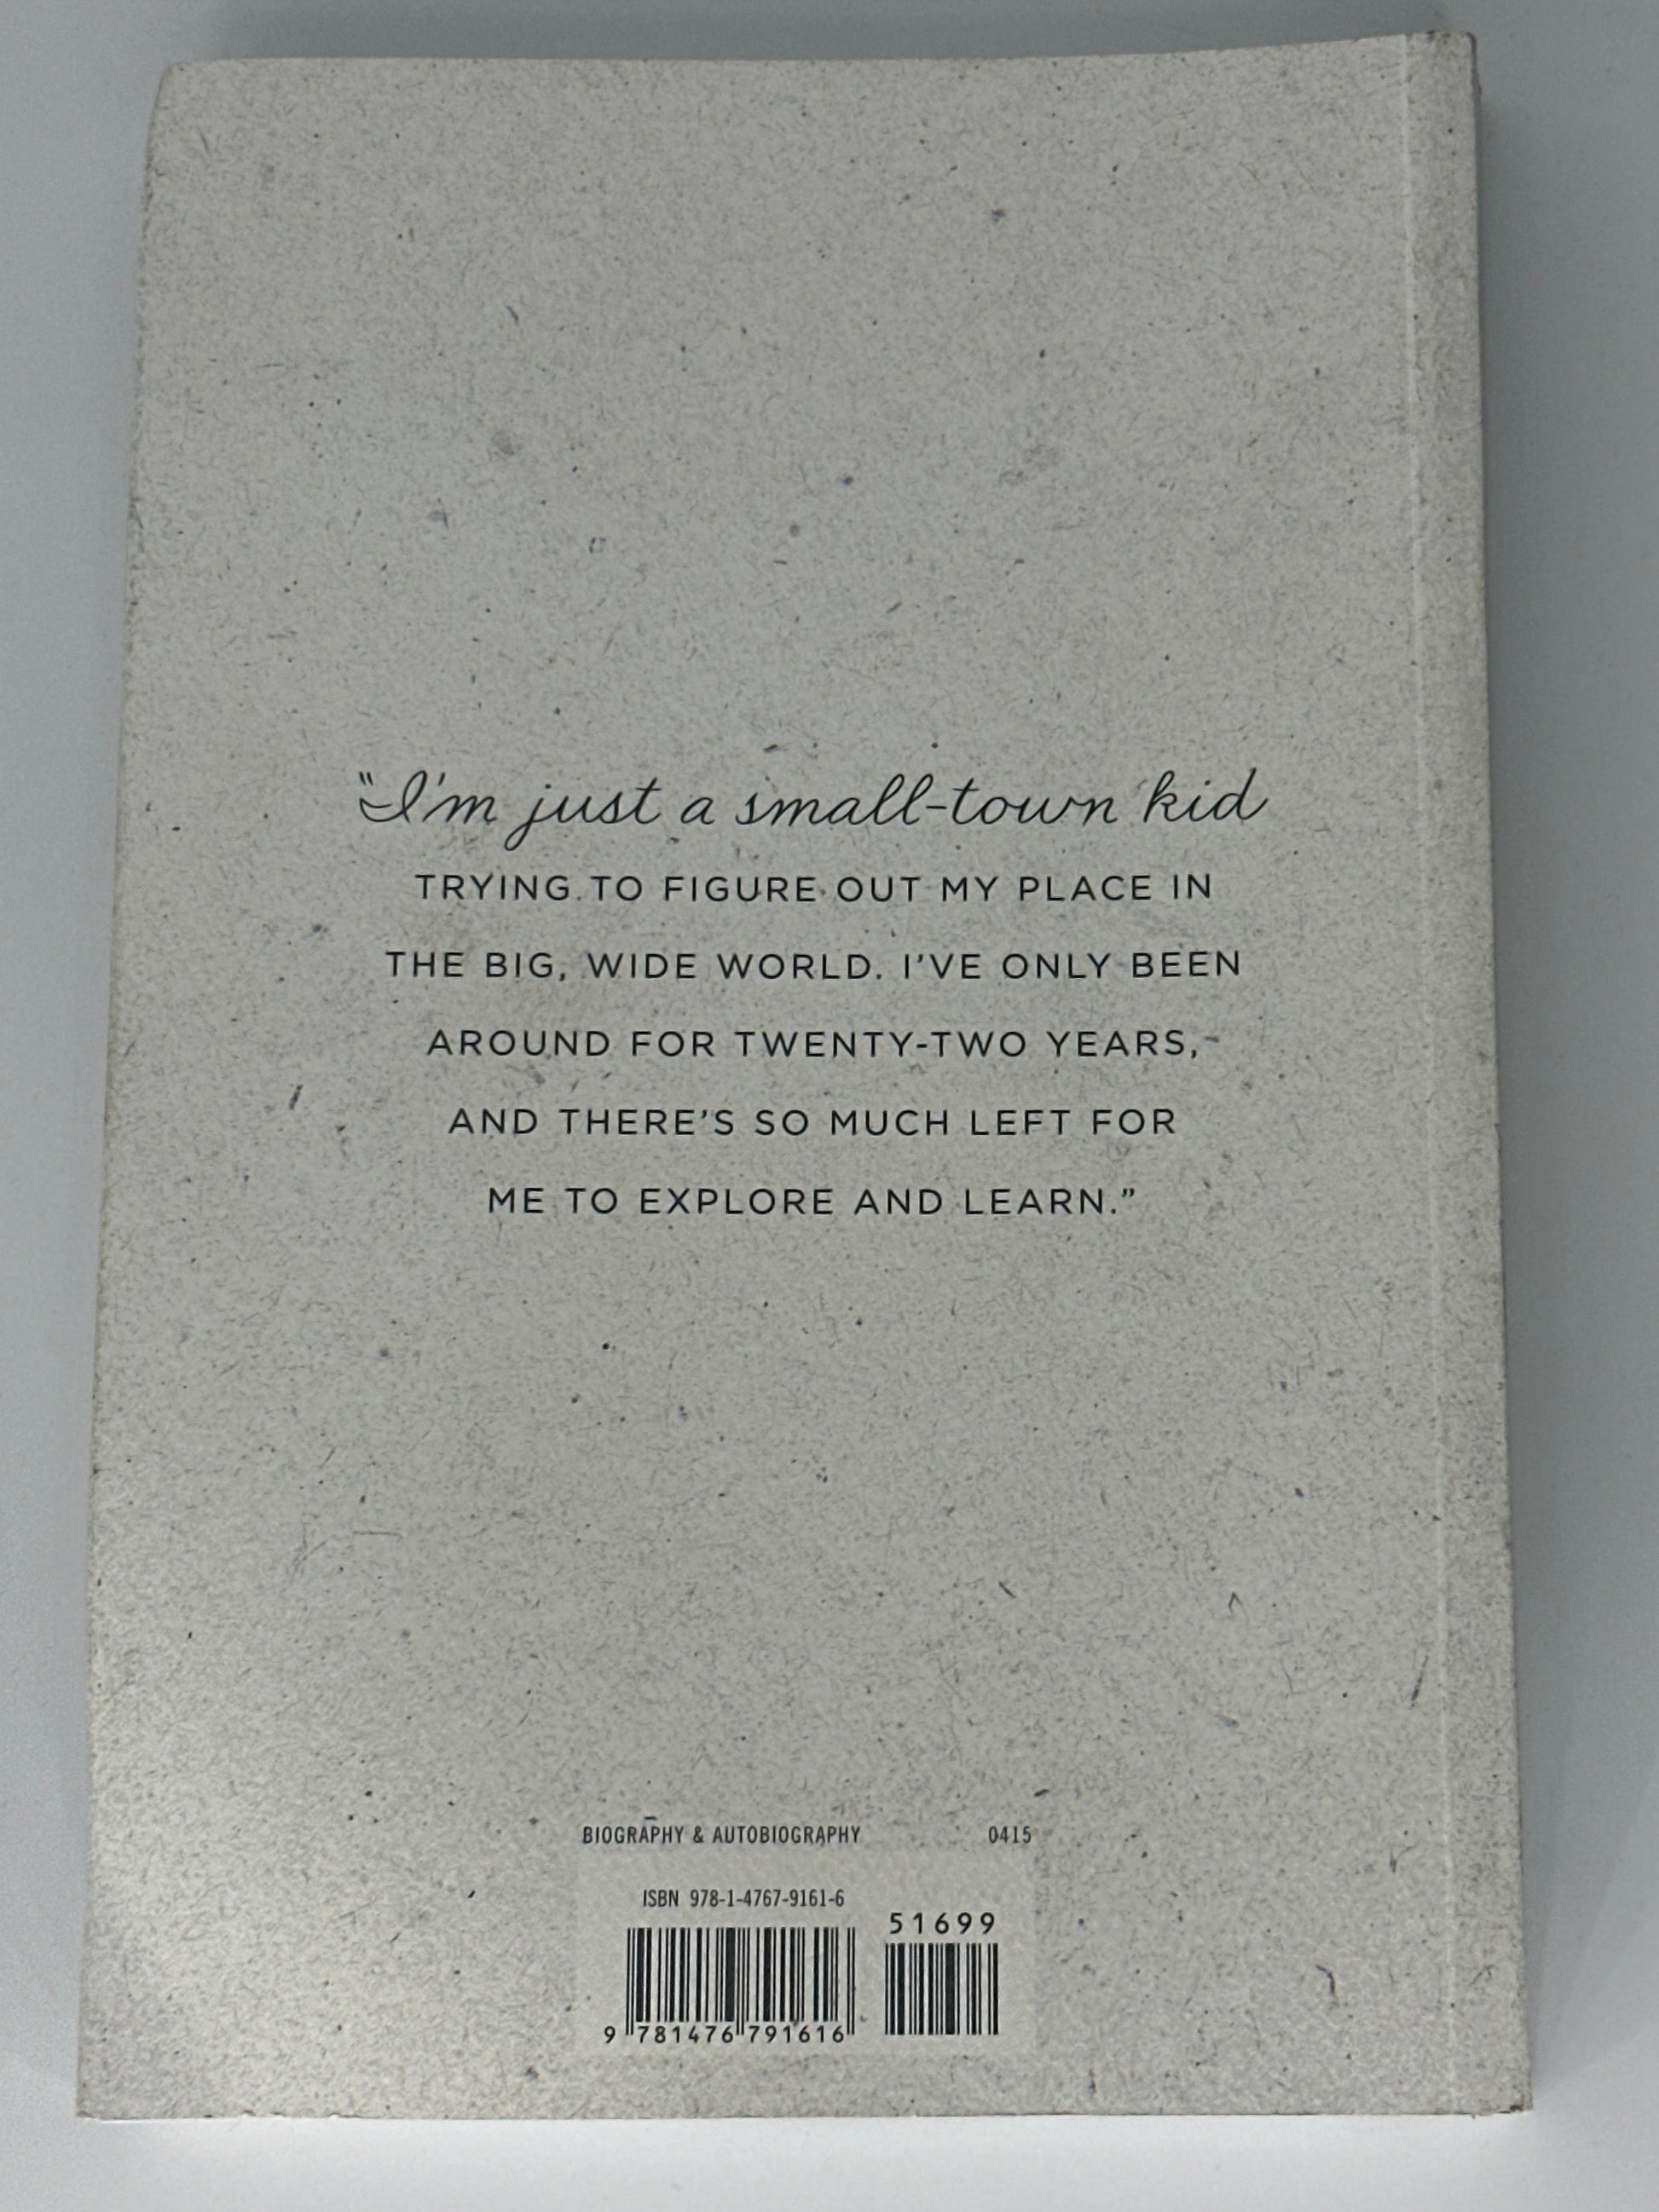 “I’m just a small-town kid
TRYING TO FIGURE OUT MY PLACE IN
THE BIG, WIDE WORLD. I’VE ONLY BEEN
AROUND FOR TWENTY-TWO YEARS,
AND THERE’S SO MUCH LEFT FOR
ME TO EXPLORE AND LEARN.”
BIOGRAPHY & AUTOBIOGRAPHY 0415
ISBN 978-1-4767-9161-6
51699
9 781476 791616